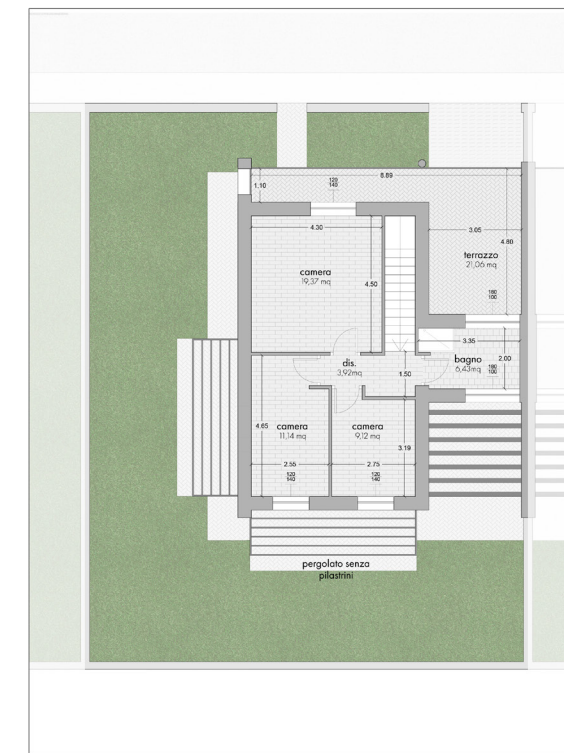 8.89
1.10
120
140
4.30
3.05
4.80
camera
19,37 mq
4.50
terrazzo
21,06 mq
180
100
3.35
2.00
dis.
3,92mq
bagno
6,43mq
180
100
1.50
4.65
camera
11,14 mq
camera
9,12 mq
3.19
2.55
2.75
120
140
120
140
pergolato senza
pilastrini